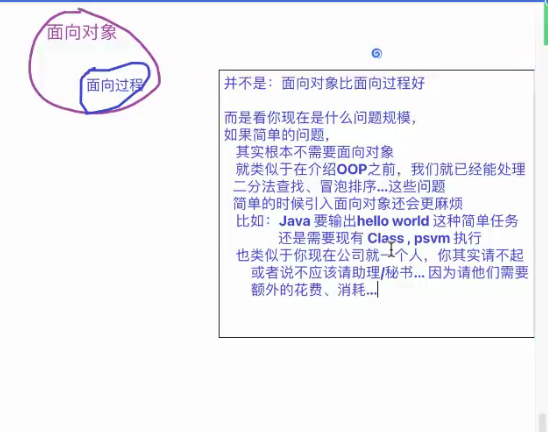 面向对象
面向过程
并不是：面向对象比面向过程好
而是看你现在是什么问题规模，
如果简单的问题，
其实根本不需要面向对象
就类似于在介绍OOP之前，我们就已经能处理
二分法查找、冒泡排序...这些问题
简单的时候引入面向对象还会更麻烦
比如：Java 要输出hello world 这种简单任务
还是需要现有 Class , psvm 执行
也类似于你现在公司就一个人，你其实请不起
或者说不应该请助理/秘书... 因为请他们需要
额外的花费、消耗...